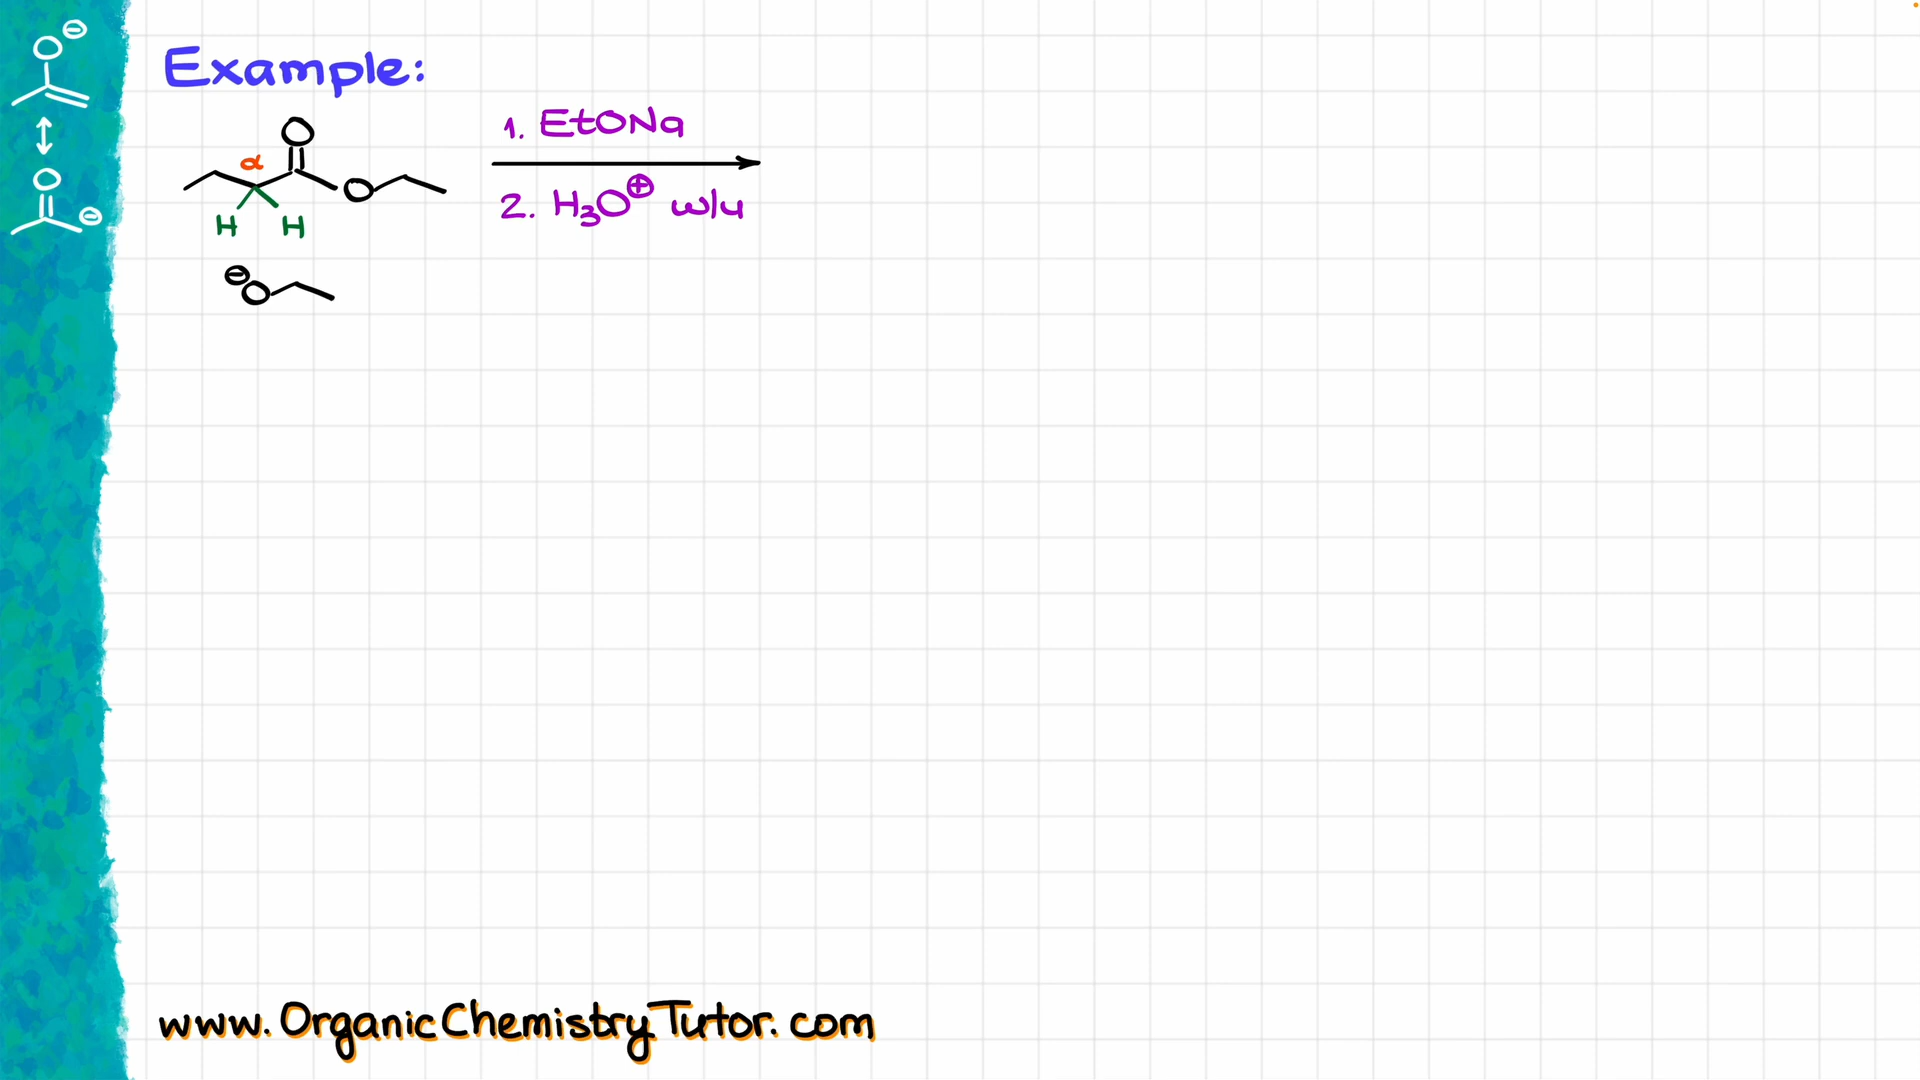 Example:
O
⊖
O
⊖
O
α
O
H H
⊖
O
1. EtONa
2. H₃O⊕ w/u
www.OrganicChemistryTutor.com